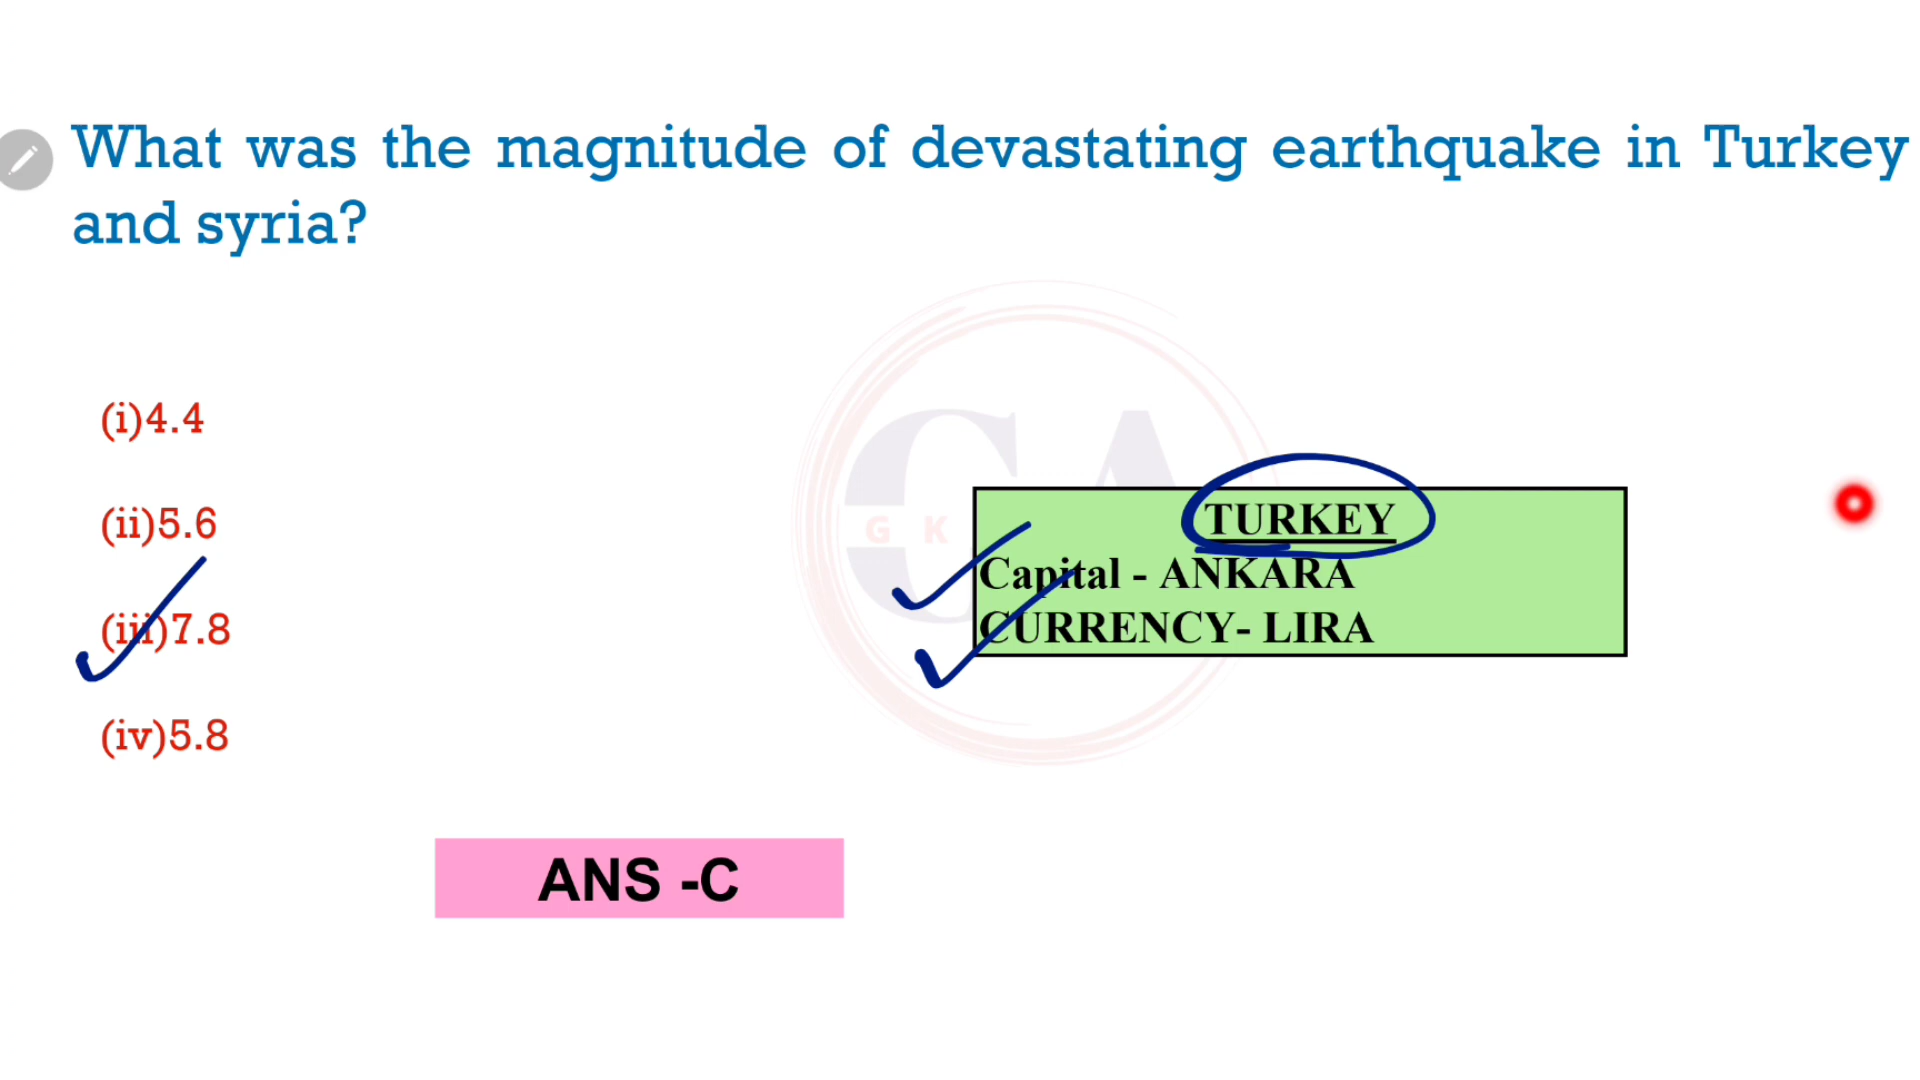 What was the magnitude of devastating earthquake in Turkey
and syria?
(i)4.4
(ii)5.6
(iii)7.8
(iv)5.8
CA
G K
TURKEY
Capital - ANKARA
CURRENCY- LIRA
ANS -C